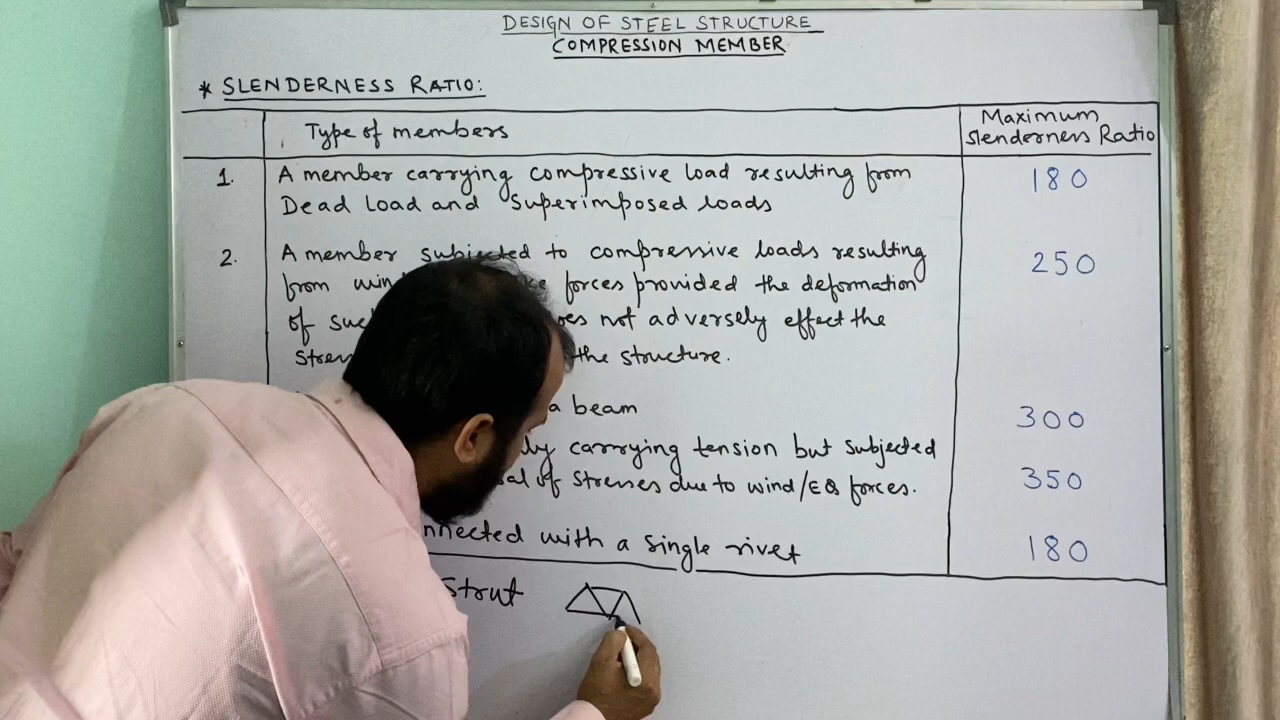 DESIGN OF STEEL STRUCTURE
COMPRESSION MEMBER
* SLENDERNESS RATIO:
Type of members
Maximum
Slenderness Ratio
1.
A member carrying compressive load resulting from
Dead Load and Superimposed loads
180
2.
A member subjected to compressive loads resulting
from forces provided the deformation
of not adversely effect the
the structure.
250
a beam
300
carrying tension but subjected
of stresses due to wind/EQ forces.
350
with a single rivet
180
Strut